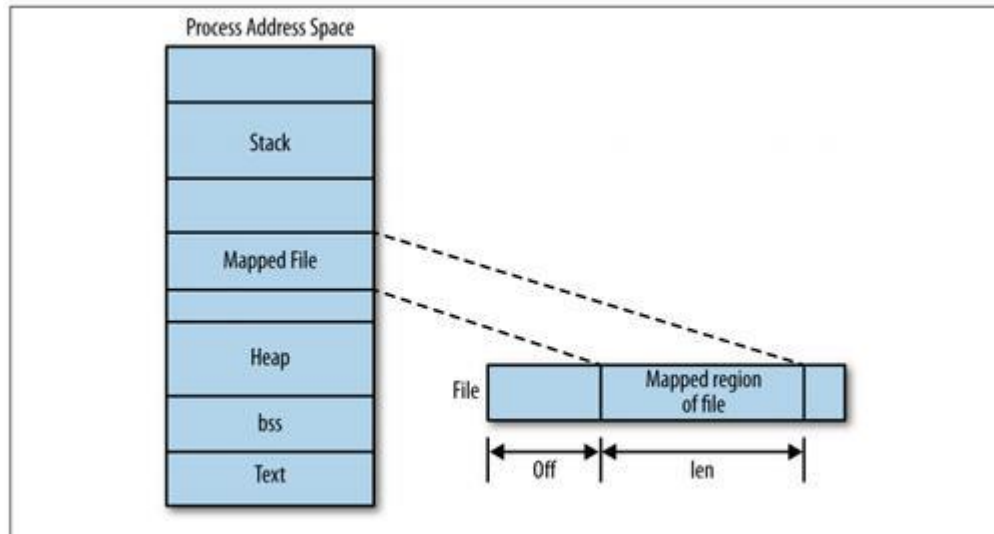 Process Address Space
Stack
Mapped File
Heap
bss
Text
File
Mapped region
of file
Off
len